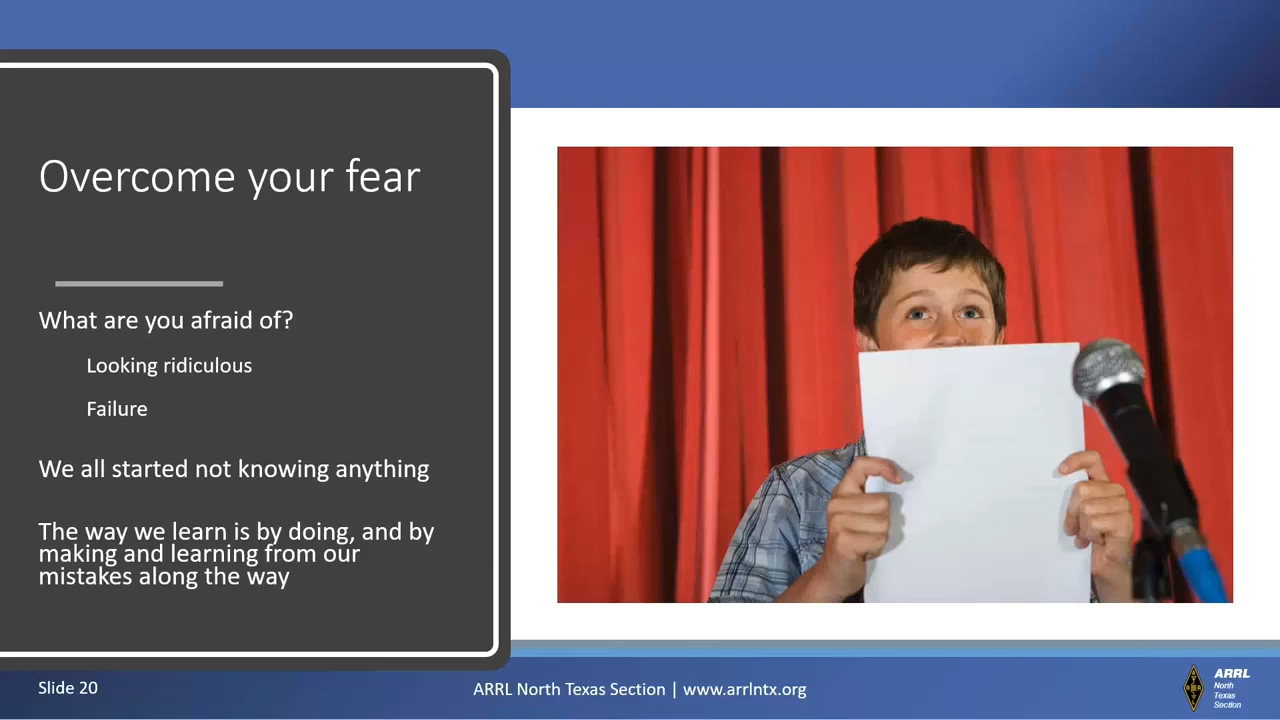 Overcome your fear
What are you afraid of?
Looking ridiculous
Failure
We all started not knowing anything
The way we learn is by doing, and by
making and learning from our
mistakes along the way
Slide 20
ARRL North Texas Section | www.arrlntx.org
ARRL
North
Texas
Section